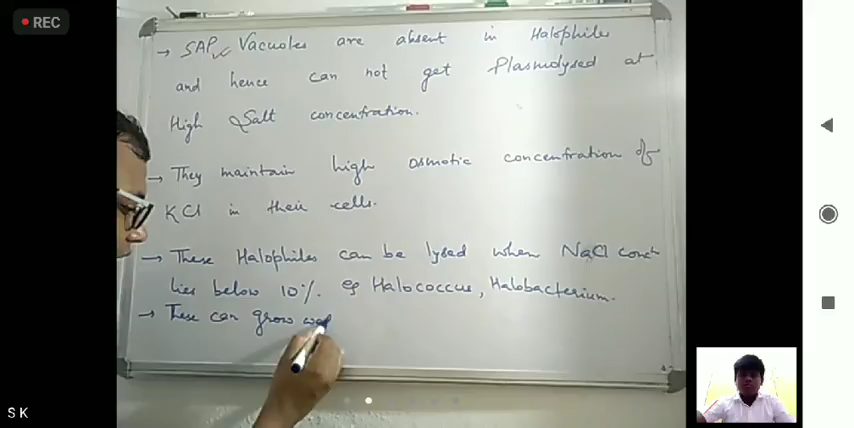 REC
→ SAP Vacuoles are absent in Halophiles
and hence can not get Plasmolysed at
High Salt concentration.
→ They maintain high osmotic concentration of
KCl in their cells.
→ These Halophiles can be lysed when NaCl conc
lies below 10%. eg Halococcus, Halobacterium.
→ These can grow
S K